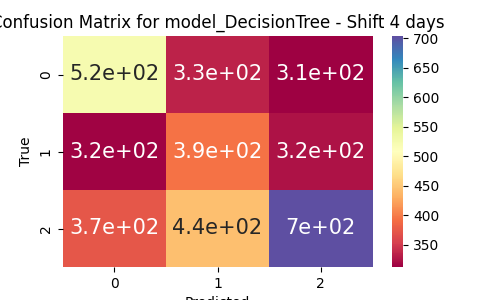 Confusion Matrix for model_DecisionTree - Shift 4 days
True
0
5.2e+02 3.3e+02 3.1e+02
1
3.2e+02 3.9e+02 3.2e+02
2
3.7e+02 4.4e+02 7e+02
0 1 2
Predicted
700
650
600
550
500
450
400
350